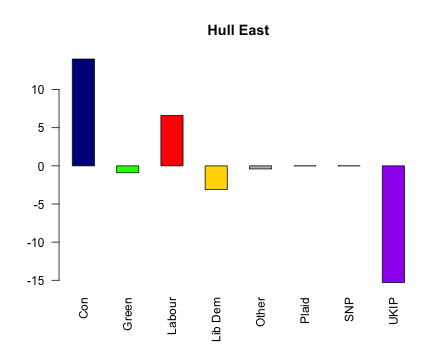 Hull East
10
5
0
-5
-10
-15
Con
Green
Labour
Lib Dem
Other
Plaid
SNP
UKIP